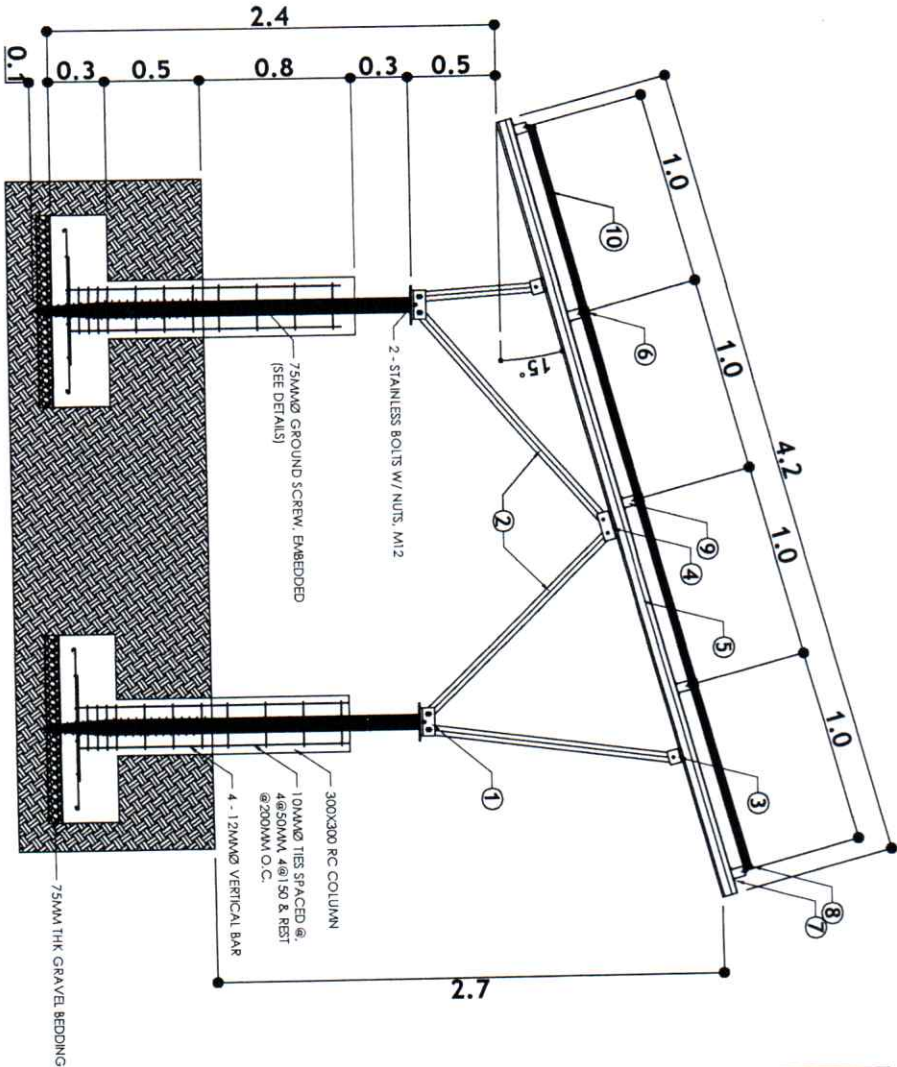 2.4
0.1
0.3
0.5
0.8
0.3
0.5
1.0
1.0
4.2
1.0
1.0
10
6
9
4
5
3
8
7
15°
2
1
2 - STAINLESS BOLTS W/ NUTS, M12
75MMØ GROUND SCREW, EMBEDDED
(SEE DETAILS)
300X300 RC COLUMN
10MMØ TIES SPACED @,
4@50MM, 4@150 & REST
@200MM O.C.
4 - 12MMØ VERTICAL BAR
2.7
75MM THK GRAVEL BEDDING